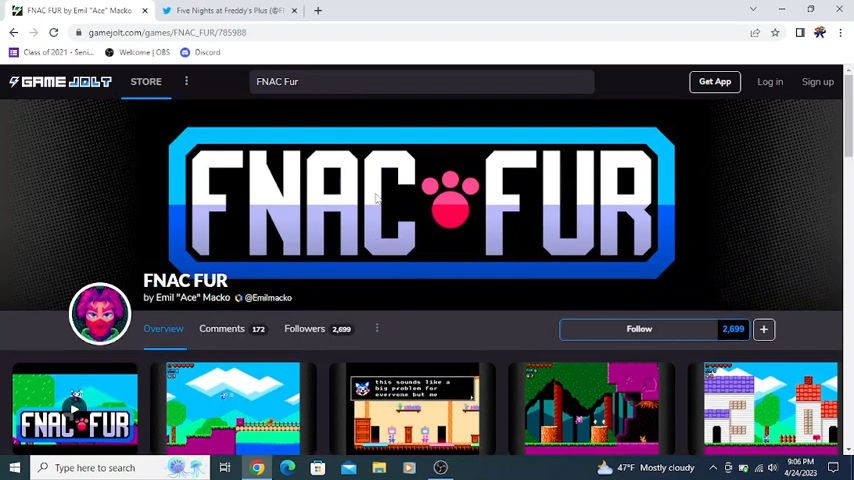 FNAC FUR by Emil "Ace" Macko -
Five Nights at Freddy's Plus (@F
gamejolt.com/games/FNAC_FUR/785988
Class of 2021 - Seni...
Welcome | OBS
Discord
GAME JOLT
STORE
FNAC Fur
Get App
Log in
Sign up
FNAC FUR
FNAC FUR
by Emil "Ace" Macko @Emilmacko
Overview
Comments 172
Followers 2,699
Follow
2,699
FNAC FUR
this sounds like a
big problem for
everyone but me
Type here to search
47°F Mostly cloudy
9:06 PM
4/24/2023